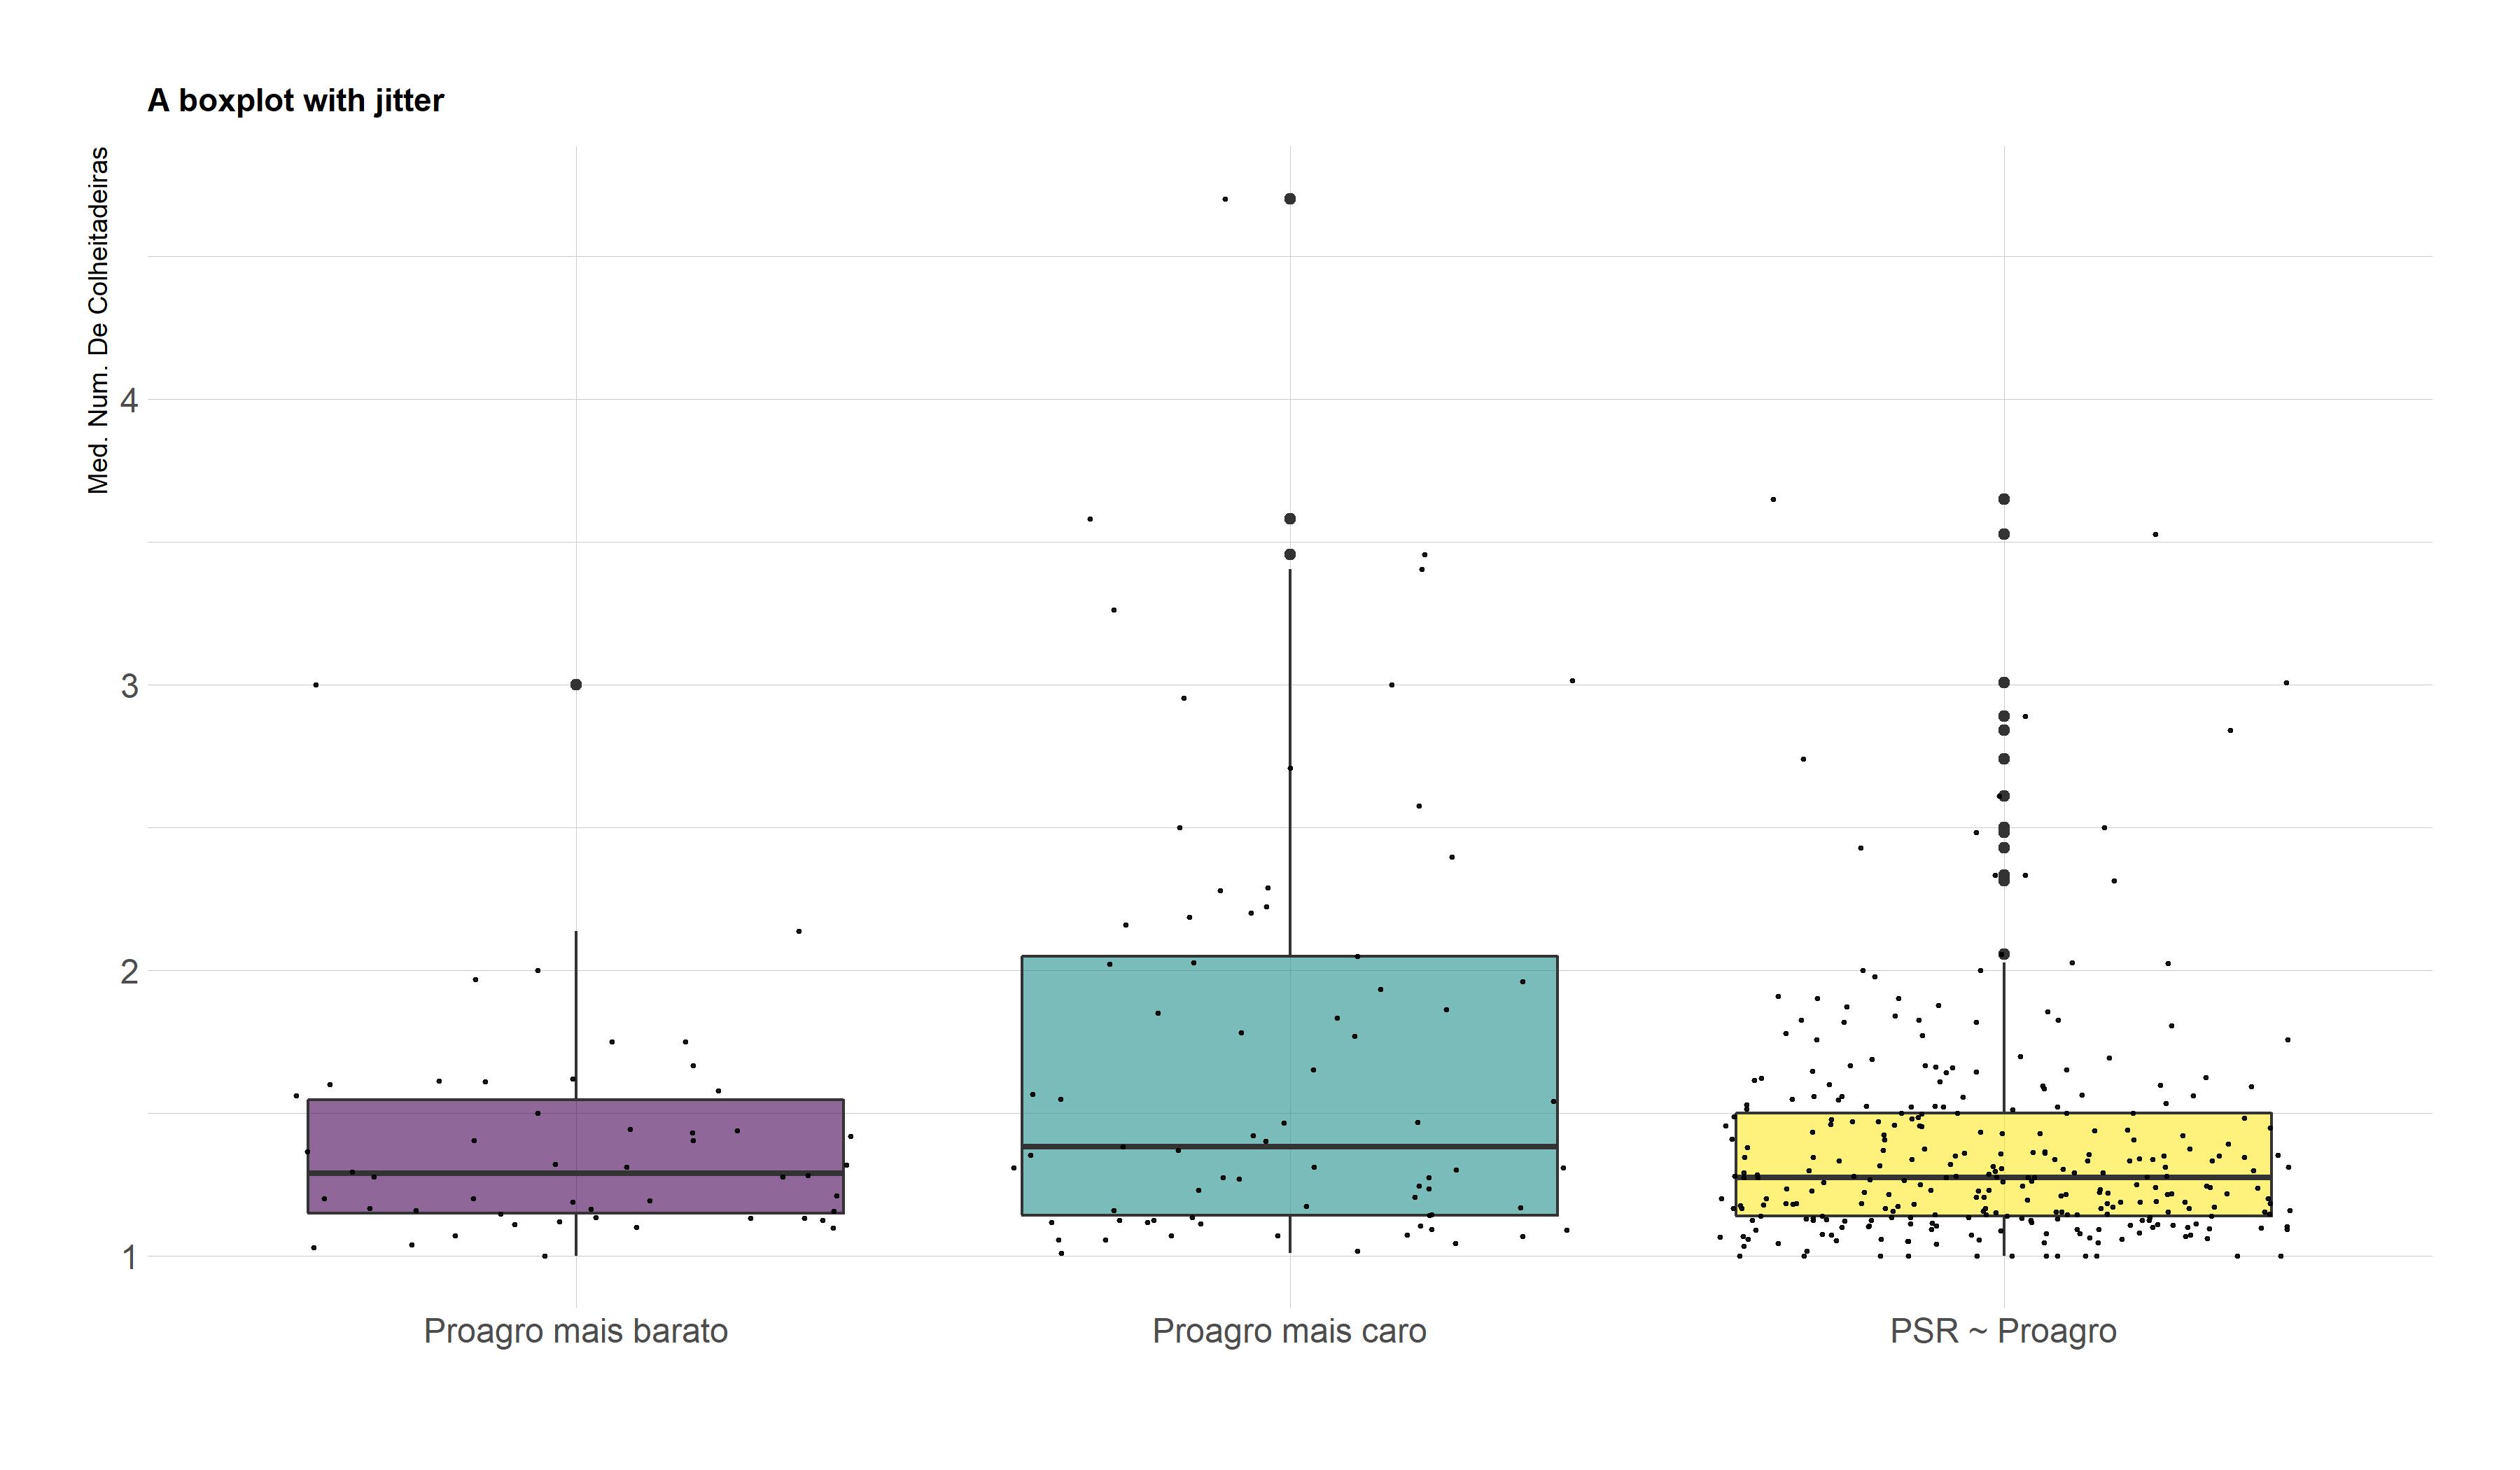 A boxplot with jitter
Med. Num. De Colheitadeiras
4
3
2
1
Proagro mais barato
Proagro mais caro
PSR ~ Proagro